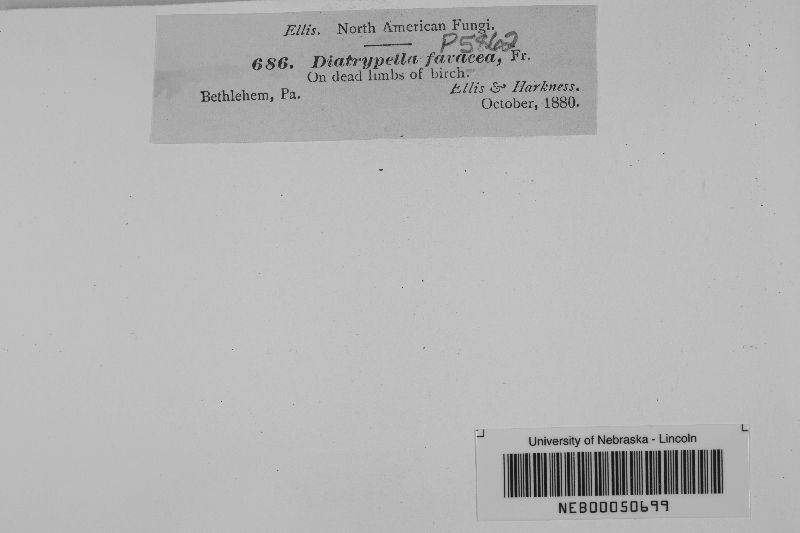 Ellis. North American Fungi.
P5462
686. Diatrypella favacea, Fr.
On dead limbs of birch.
Bethlehem, Pa. Ellis & Harkness.
October, 1880.
University of Nebraska - Lincoln
NEB00050699